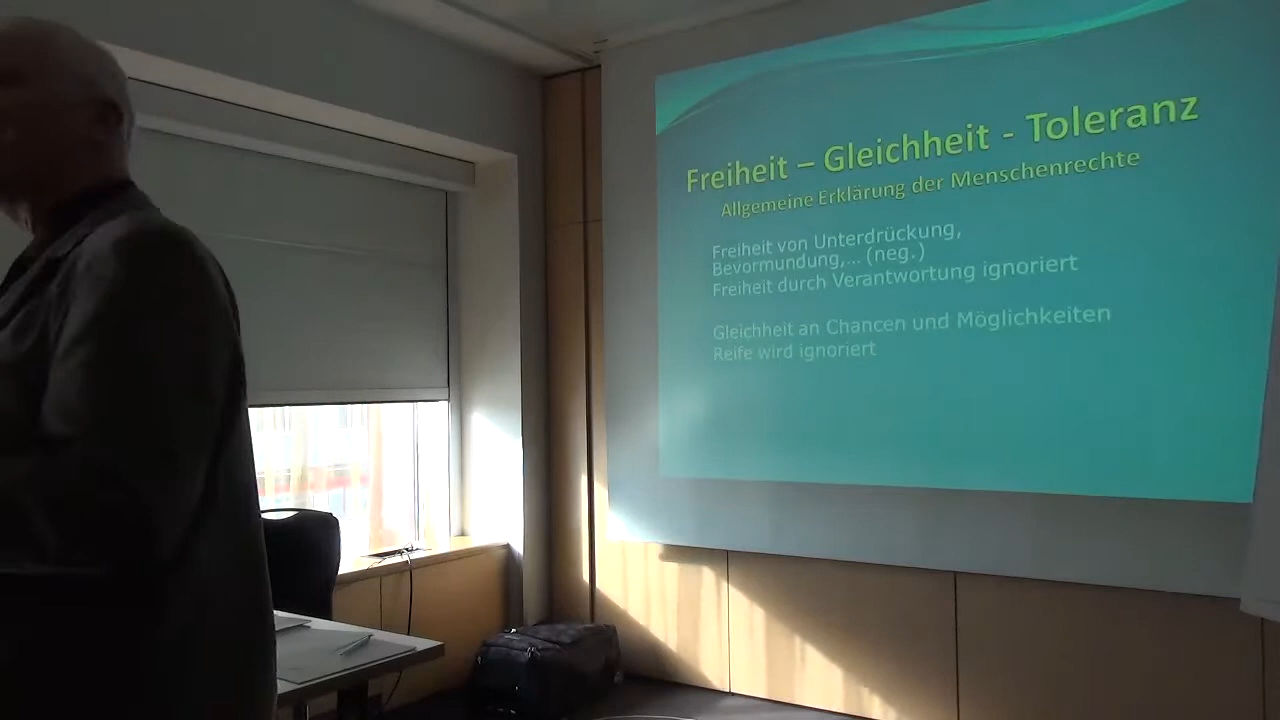 Freiheit – Gleichheit - Toleranz
Allgemeine Erklärung der Menschenrechte
Freiheit von Unterdrückung,
Bevormundung,... (neg.)
Freiheit durch Verantwortung ignoriert
Gleichheit an Chancen und Möglichkeiten
Reife wird ignoriert